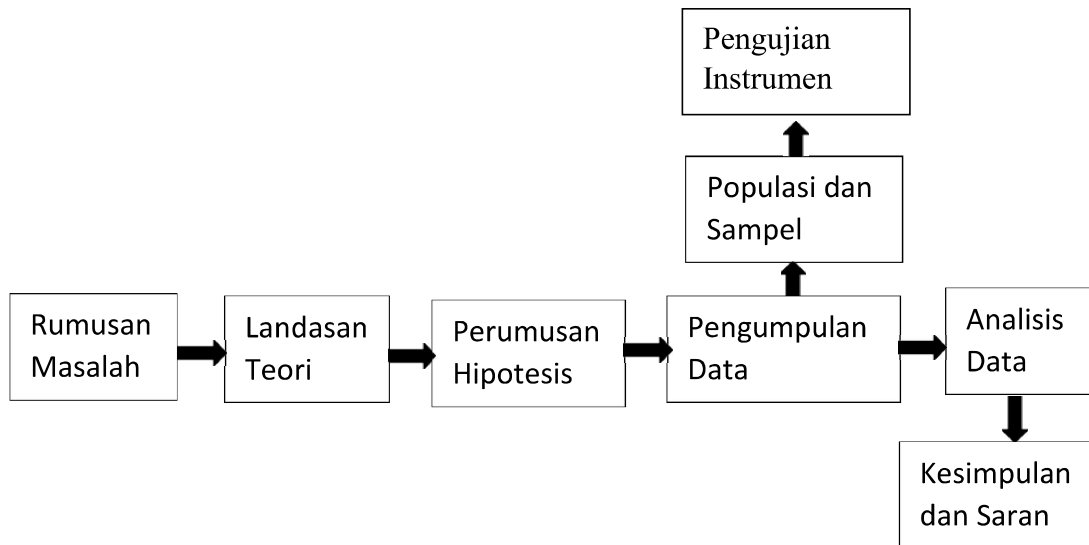 Pengujian
Instrumen
Populasi dan
Sampel
Rumusan
Masalah
Landasan
Teori
Perumusan
Hipotesis
Pengumpulan
Data
Analisis
Data
Kesimpulan
dan Saran